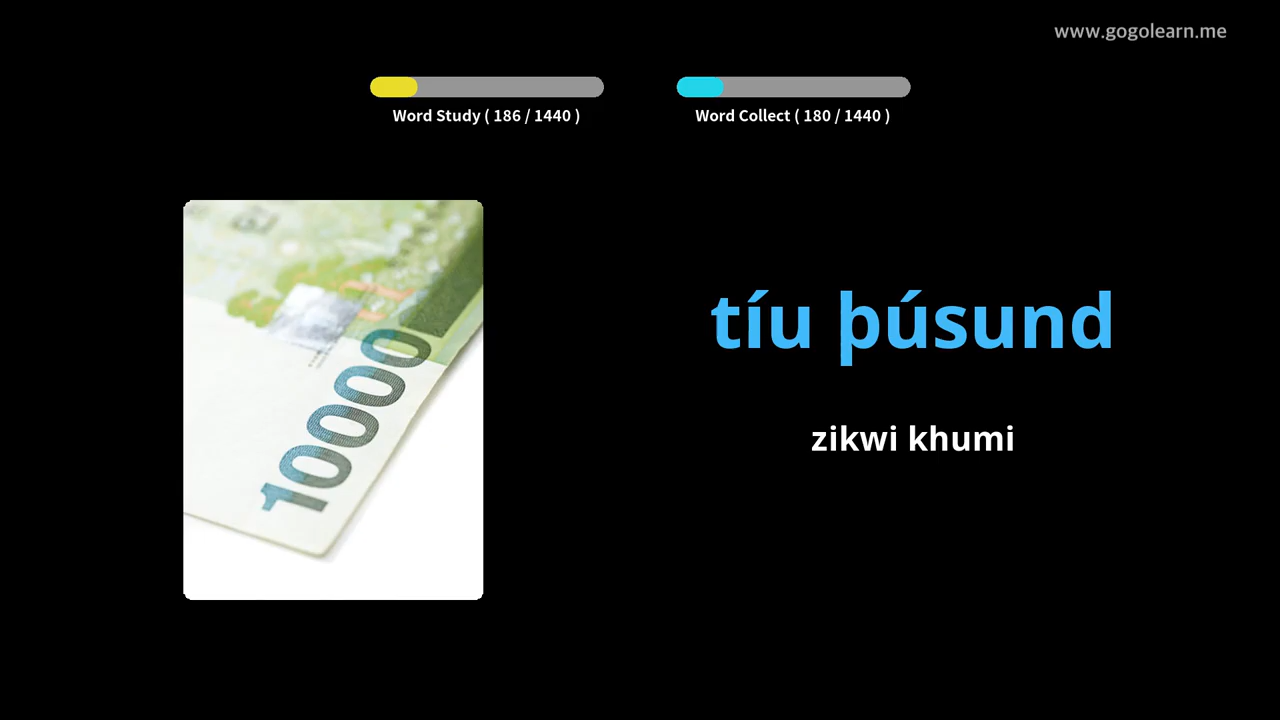 www.gogolearn.me
Word Study ( 186 / 1440 )
Word Collect ( 180 / 1440 )
10000
tíu þúsund
zikwi khumi